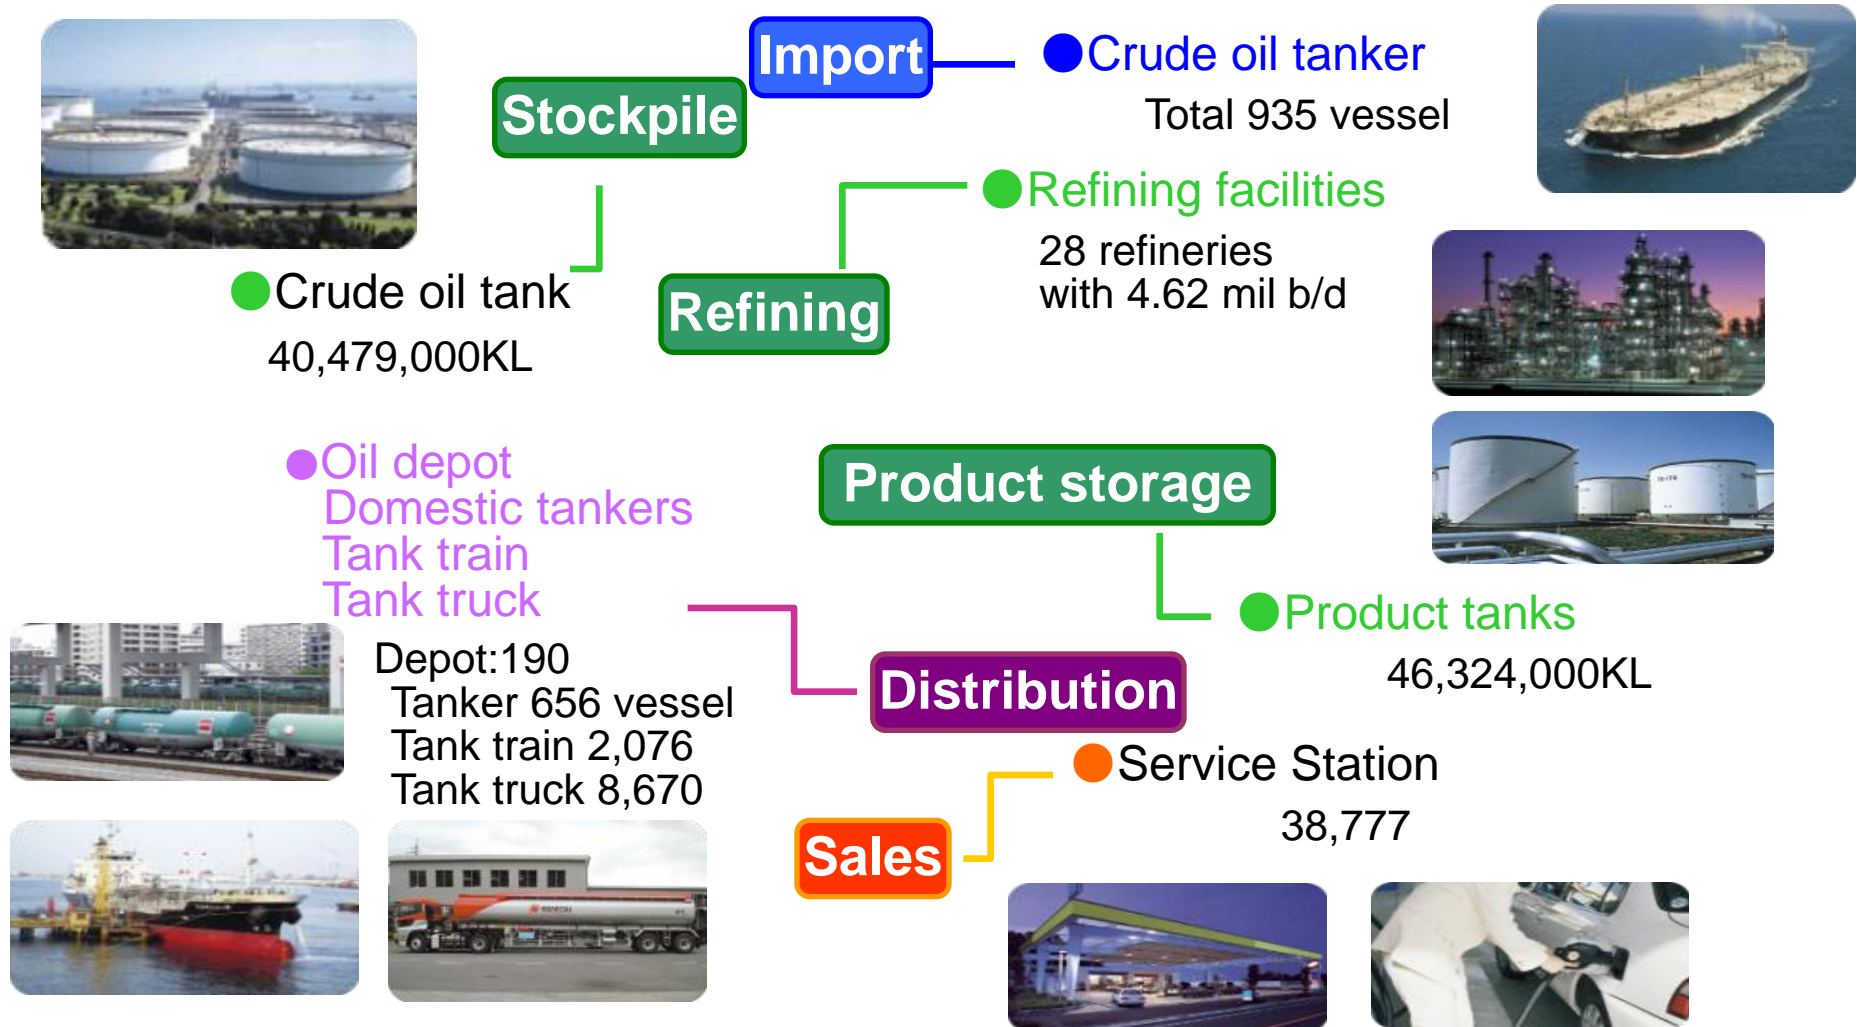 Import
●Crude oil tanker
Total 935 vessel
Stockpile
●Crude oil tank
40,479,000KL
●Refining facilities
28 refineries
with 4.62 mil b/d
Refining
Product storage
●Product tanks
46,324,000KL
●Oil depot
Domestic tankers
Tank train
Tank truck
Depot:190
Tanker 656 vessel
Tank train 2,076
Tank truck 8,670
Distribution
●Service Station
38,777
Sales